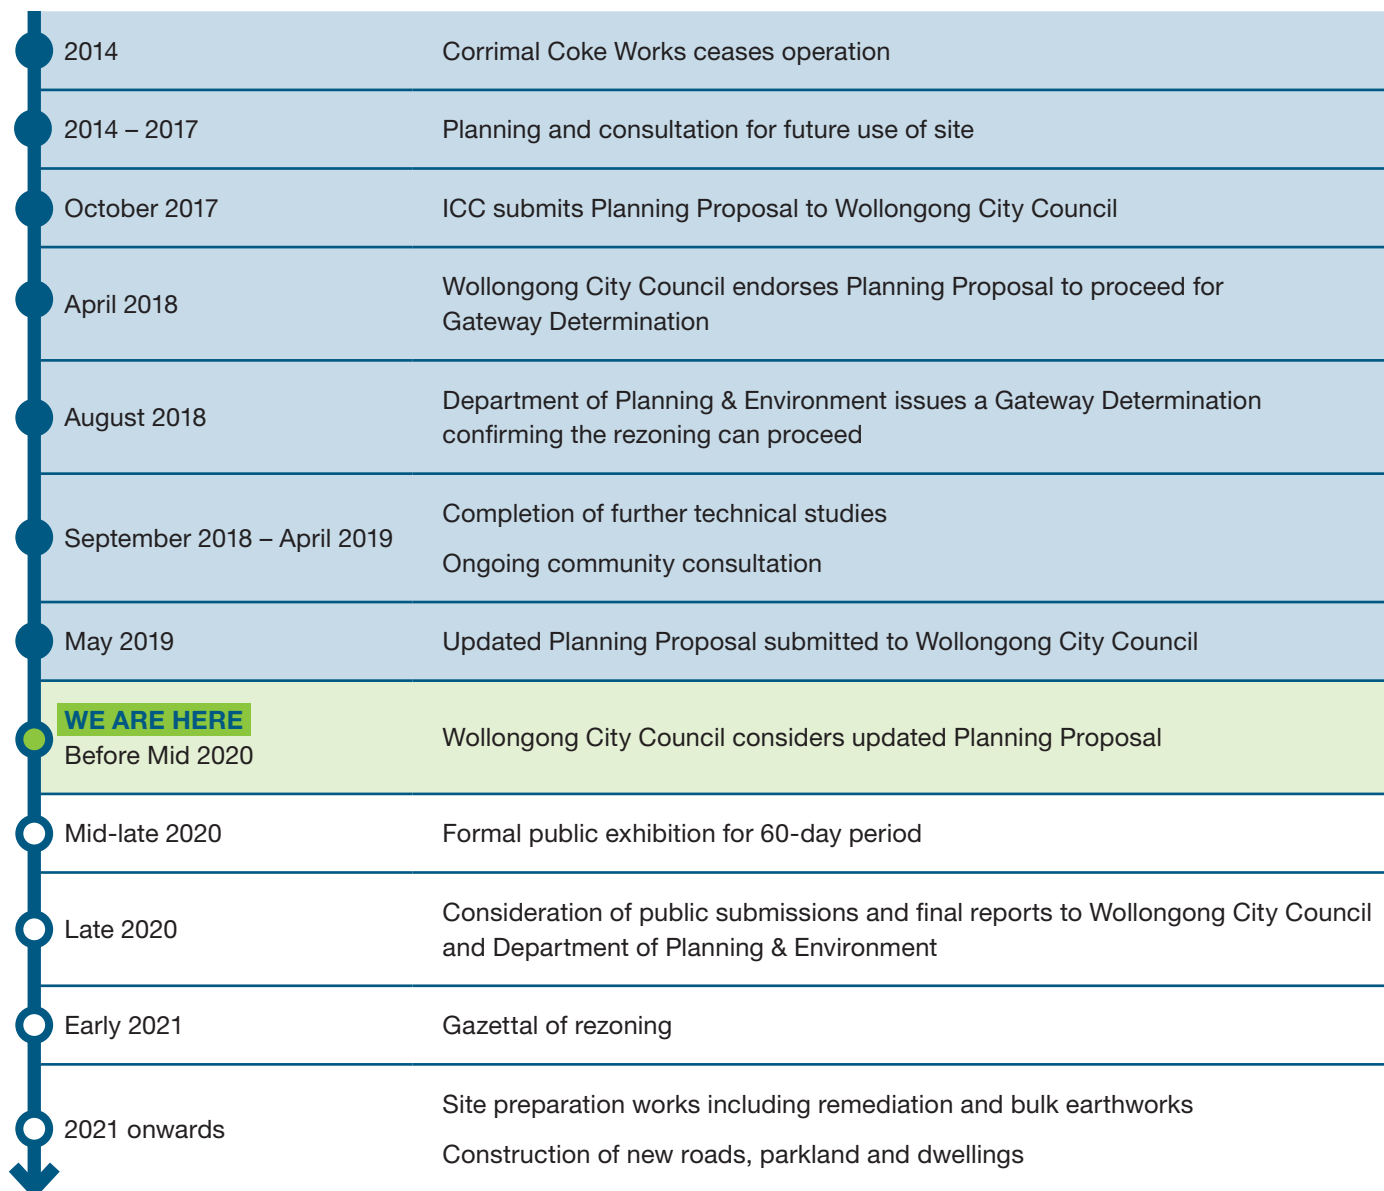 2014
Corrimal Coke Works ceases operation
2014 – 2017
Planning and consultation for future use of site
October 2017
ICC submits Planning Proposal to Wollongong City Council
April 2018
Wollongong City Council endorses Planning Proposal to proceed for
Gateway Determination
August 2018
Department of Planning & Environment issues a Gateway Determination
confirming the rezoning can proceed
September 2018 – April 2019
Completion of further technical studies
Ongoing community consultation
May 2019
Updated Planning Proposal submitted to Wollongong City Council
WE ARE HERE
Before Mid 2020
Wollongong City Council considers updated Planning Proposal
Mid-late 2020
Formal public exhibition for 60-day period
Late 2020
Consideration of public submissions and final reports to Wollongong City Council
and Department of Planning & Environment
Early 2021
Gazettal of rezoning
2021 onwards
Site preparation works including remediation and bulk earthworks
Construction of new roads, parkland and dwellings